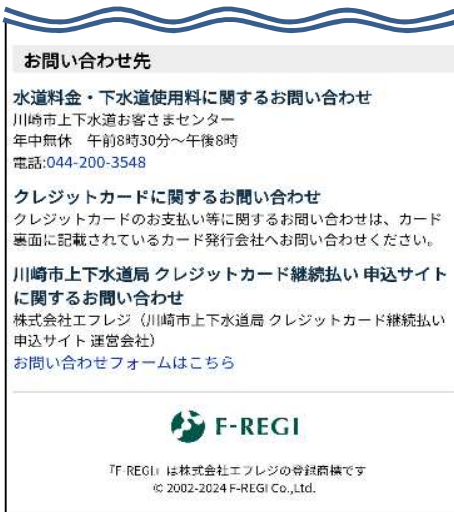 お問い合わせ先
水道料金・下水道使用料に関するお問い合わせ
川崎市上下水道お客さまセンター
年中無休　午前8時30分～午後8時
電話:044-200-3548
クレジットカードに関するお問い合わせ
クレジットカードのお支払い等に関するお問い合わせは、カード
裏面に記載されているカード発行会社へお問い合わせください。
川崎市上下水道局 クレジットカード継続払い 申込サイト
に関するお問い合わせ
株式会社エフレジ（川崎市上下水道局 クレジットカード継続払い
申込サイト 運営会社）
お問い合わせフォームはこちら
F-REGI
『F-REGI』は株式会社エフレジの登録商標です
© 2002-2024 F-REGI Co.,Ltd.